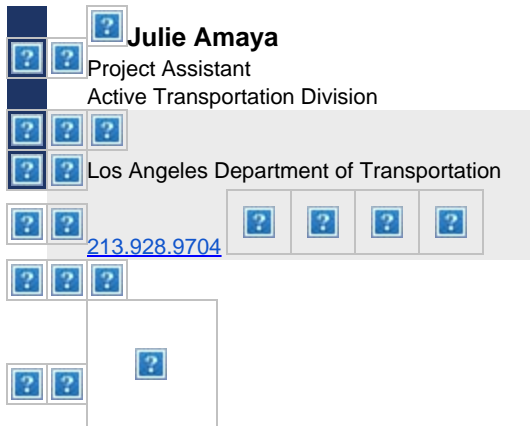 Julie Amaya
Project Assistant
Active Transportation Division
Los Angeles Department of Transportation
213.928.9704